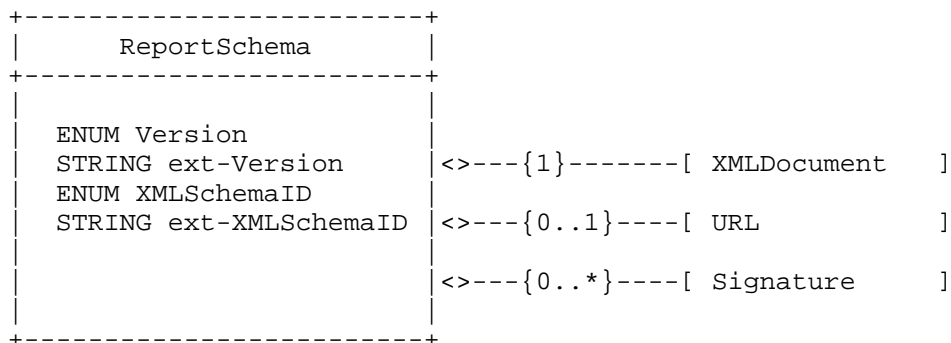 +-------------------------+
|      ReportSchema       |
+-------------------------+
|                         |
|  ENUM Version           |
|  STRING ext-Version     |<>---{1}-------[ XMLDocument   ]
|  ENUM XMLSchemaID       |
|  STRING ext-XMLSchemaID |<>---{0..1}----[ URL           ]
|                         |
|                         |<>---{0..*}----[ Signature     ]
|                         |
+-------------------------+